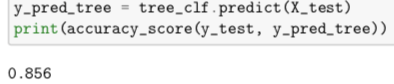 y_pred_tree = tree_clf.predict(X_test)
print(accuracy_score(y_test, y_pred_tree))
0.856